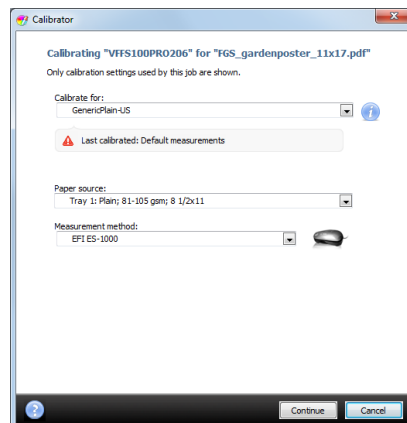 Calibrator
Calibrating "VFFS100PRO206" for "FGS_gardenposter_11x17.pdf"
Only calibration settings used by this job are shown.
Calibrate for:
GenericPlain-US
Last calibrated: Default measurements
Paper source:
Tray 1: Plain; 81-105 gsm; 8 1/2x11
Measurement method:
EFI ES-1000
Continue Cancel